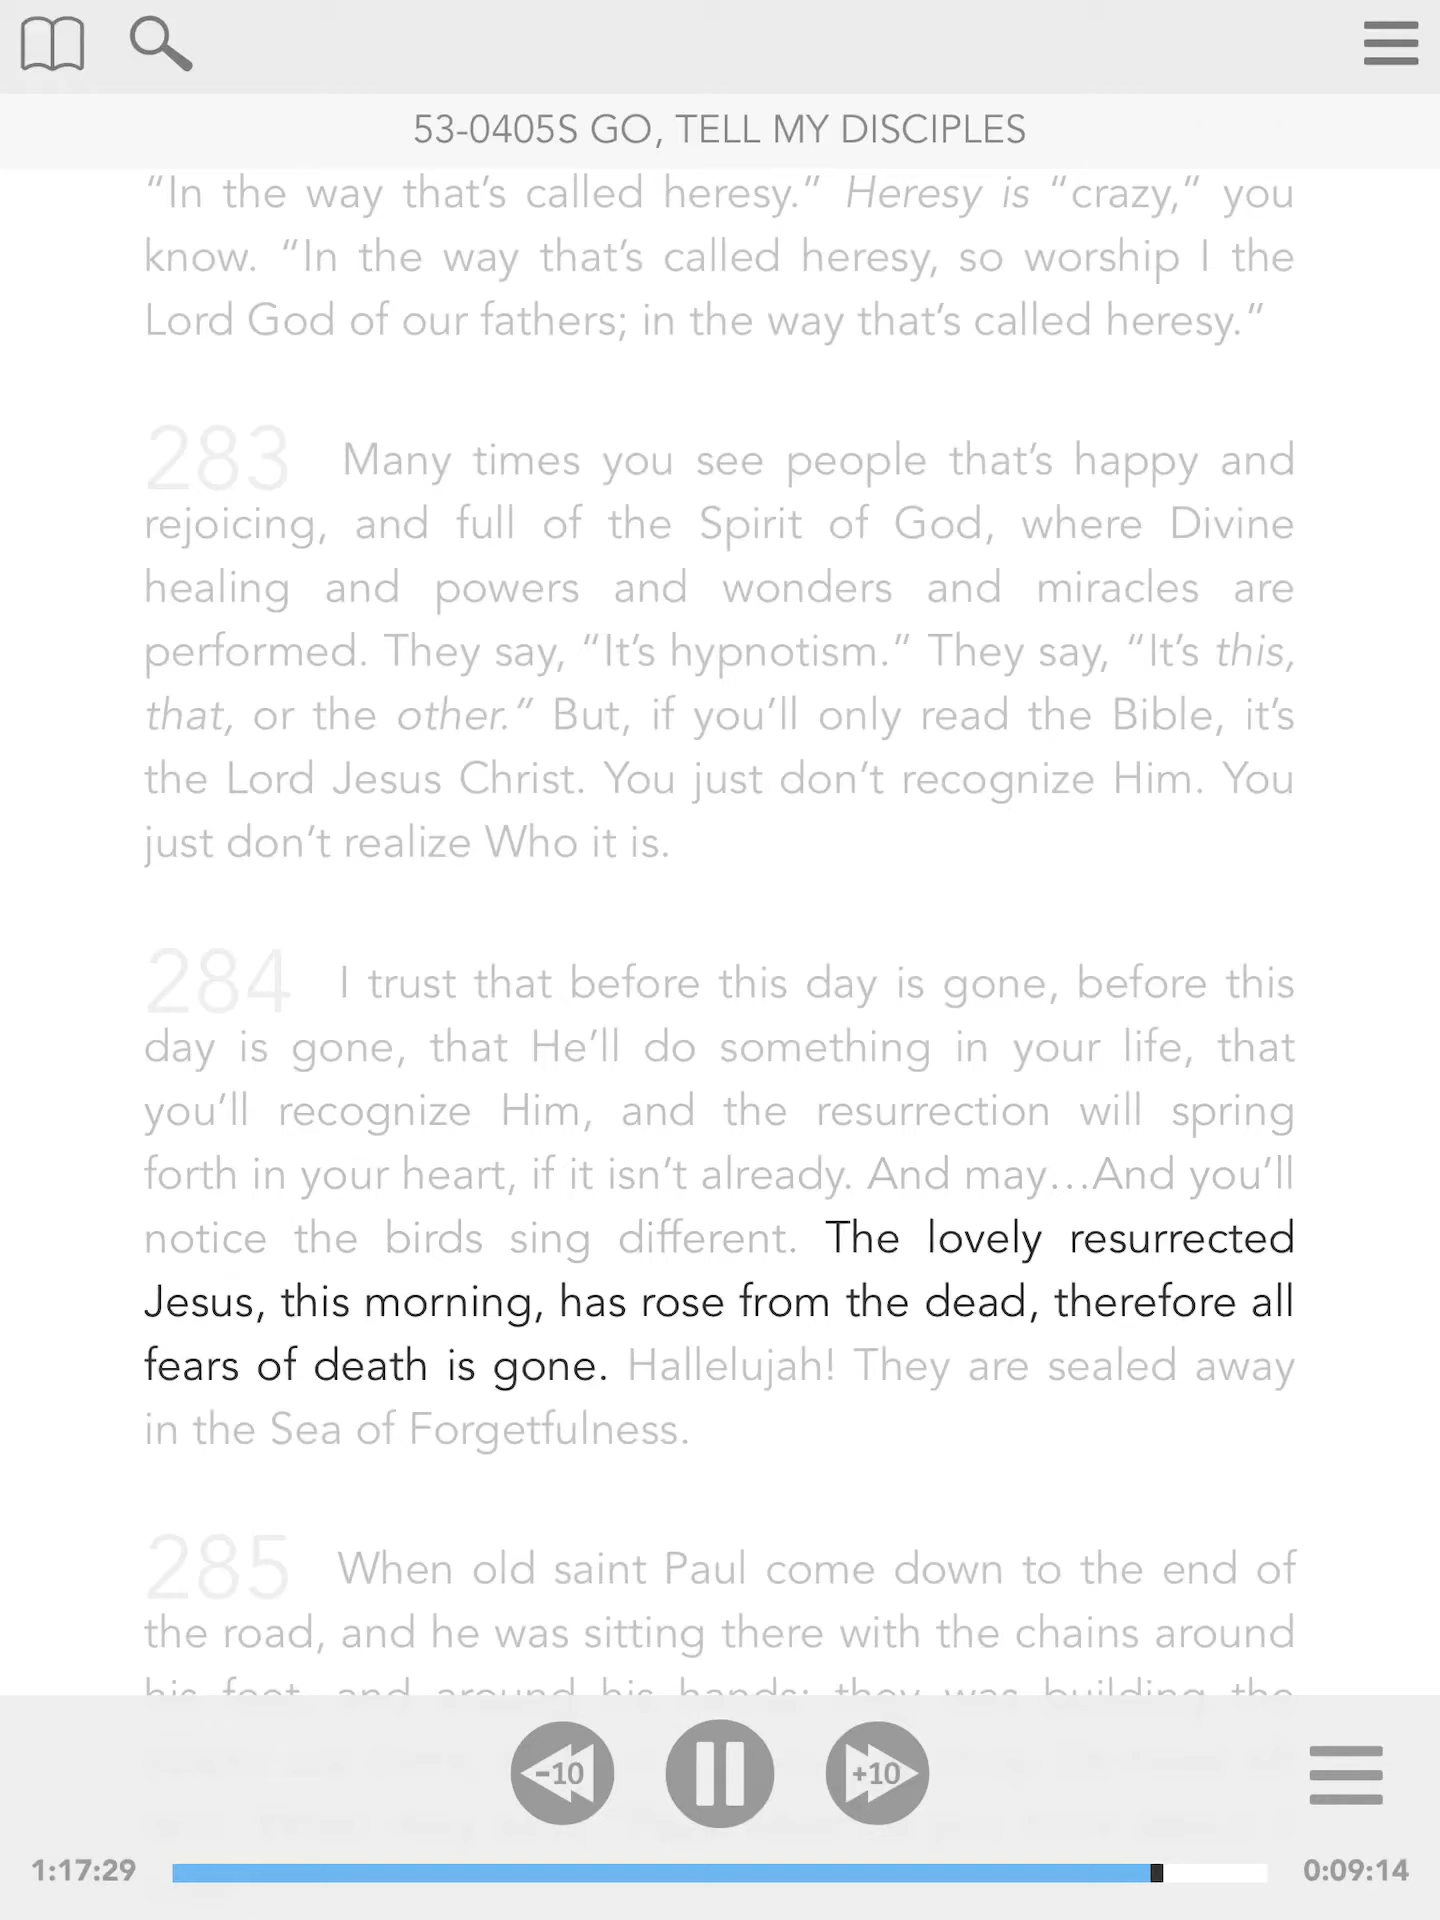 53-0405S GO, TELL MY DISCIPLES
“In the way that’s called heresy.” Heresy is “crazy,” you
know. “In the way that’s called heresy, so worship I the
Lord God of our fathers; in the way that’s called heresy.”
283 Many times you see people that’s happy and
rejoicing, and full of the Spirit of God, where Divine
healing and powers and wonders and miracles are
performed. They say, “It’s hypnotism.” They say, “It’s this,
that, or the other.” But, if you’ll only read the Bible, it’s
the Lord Jesus Christ. You just don’t recognize Him. You
just don’t realize Who it is.
284 I trust that before this day is gone, before this
day is gone, that He’ll do something in your life, that
you’ll recognize Him, and the resurrection will spring
forth in your heart, if it isn’t already. And may…And you’ll
notice the birds sing different. The lovely resurrected
Jesus, this morning, has rose from the dead, therefore all
fears of death is gone. Hallelujah! They are sealed away
in the Sea of Forgetfulness.
285 When old saint Paul come down to the end of
the road, and he was sitting there with the chains around
his feet, and around his hands; they was building the
-10 +10
1:17:29 0:09:14